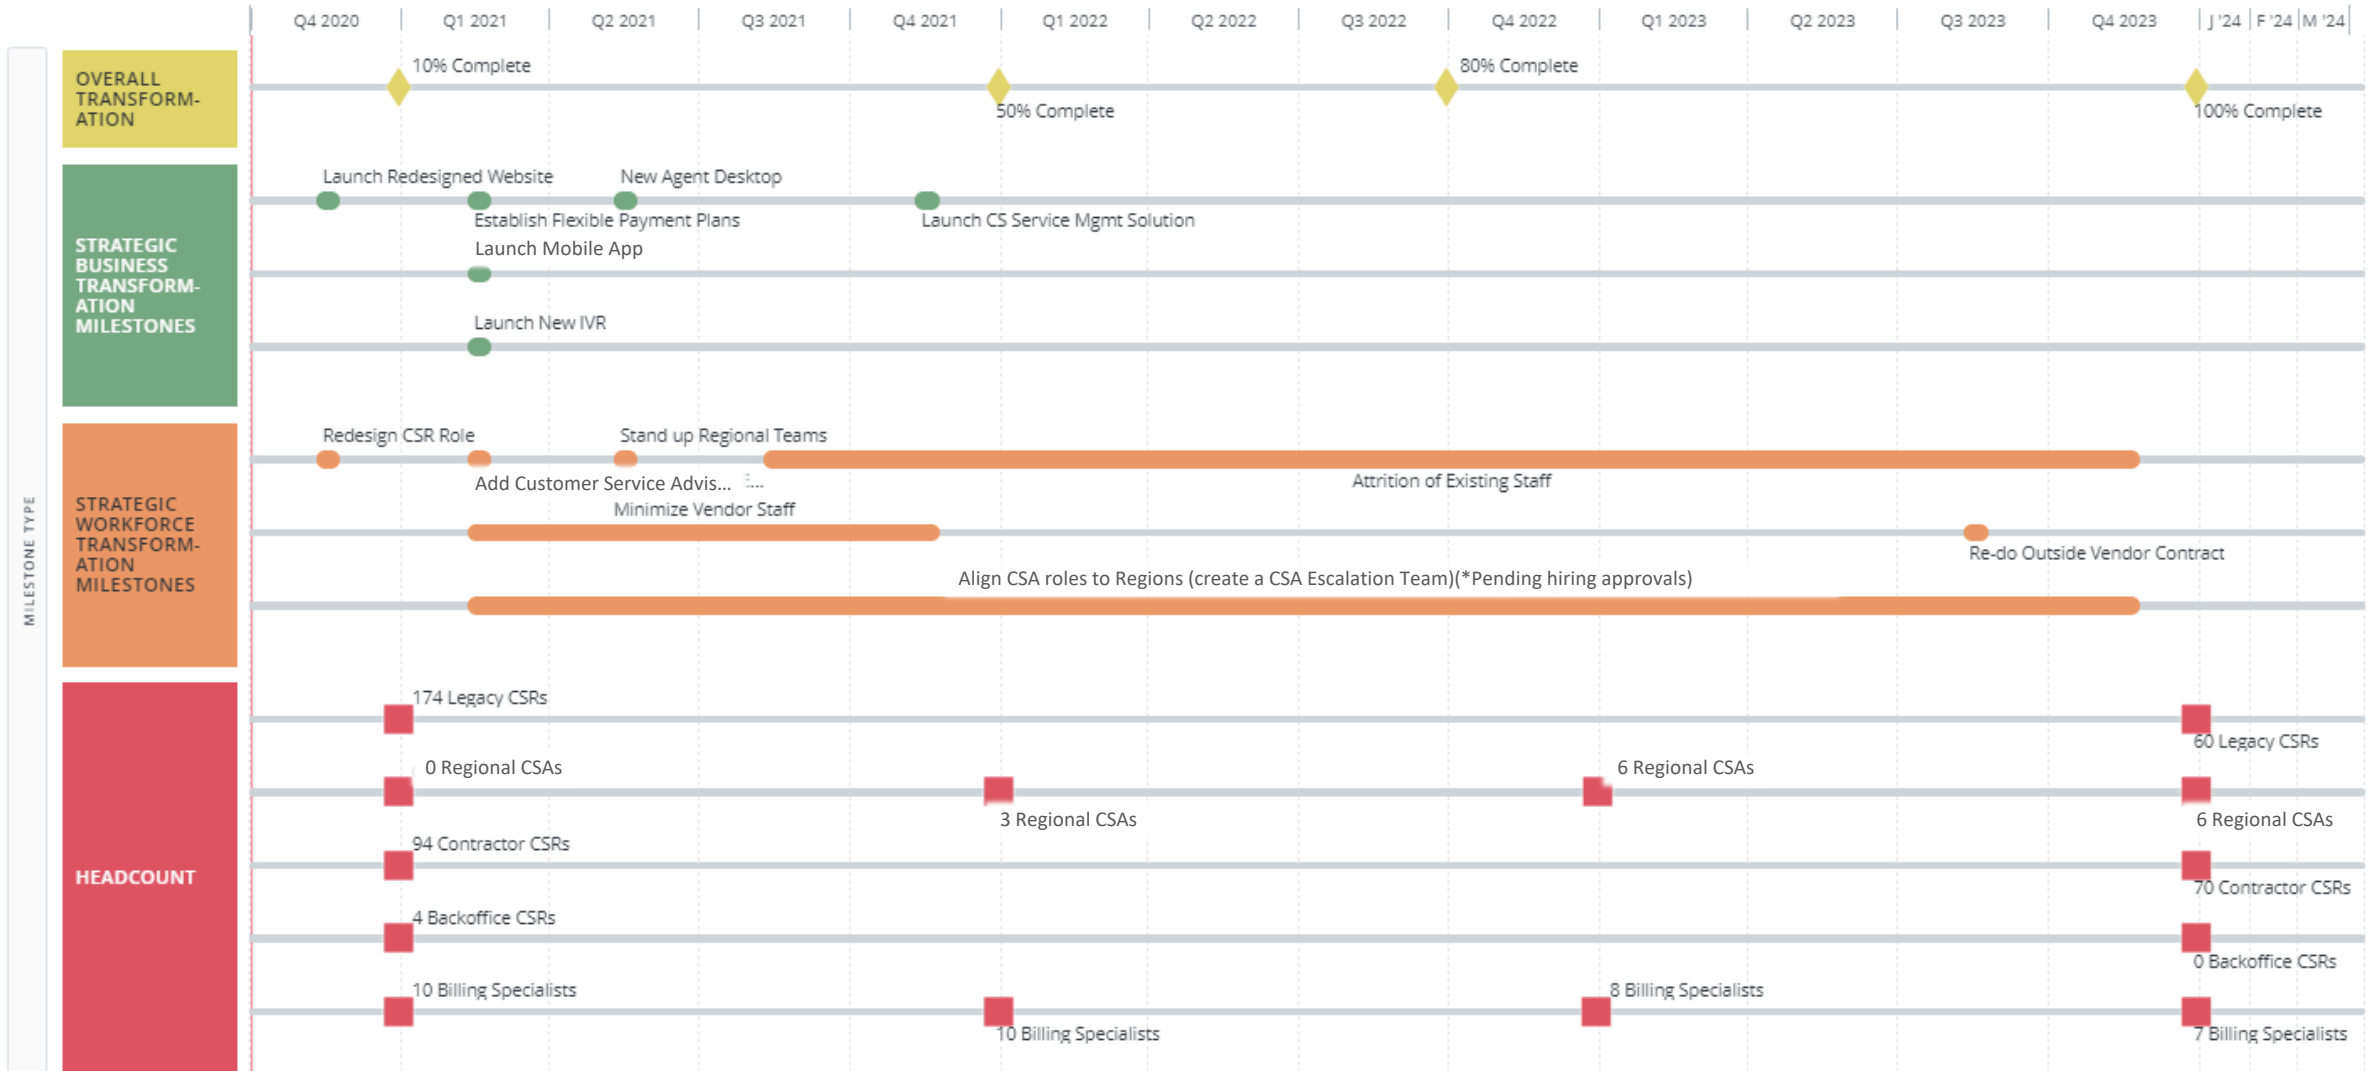 Q4 2020 Q1 2021 Q2 2021 Q3 2021 Q4 2021 Q1 2022 Q2 2022 Q3 2022 Q4 2022 Q1 2023 Q2 2023 Q3 2023 Q4 2023 J '24 F '24 M '24
MILESTONE TYPE
OVERALL
TRANSFORM-
ATION
10% Complete
50% Complete
80% Complete
100% Complete
STRATEGIC
BUSINESS
TRANSFORM-
ATION
MILESTONES
Launch Redesigned Website
New Agent Desktop
Establish Flexible Payment Plans
Launch CS Service Mgmt Solution
Launch Mobile App
Launch New IVR
STRATEGIC
WORKFORCE
TRANSFORM-
ATION
MILESTONES
Redesign CSR Role
Stand up Regional Teams
Add Customer Service Advis...
Attrition of Existing Staff
Minimize Vendor Staff
Re-do Outside Vendor Contract
Align CSA roles to Regions (create a CSA Escalation Team)(*Pending hiring approvals)
HEADCOUNT
174 Legacy CSRs
60 Legacy CSRs
0 Regional CSAs
3 Regional CSAs
6 Regional CSAs
6 Regional CSAs
94 Contractor CSRs
70 Contractor CSRs
4 Backoffice CSRs
0 Backoffice CSRs
10 Billing Specialists
10 Billing Specialists
8 Billing Specialists
7 Billing Specialists